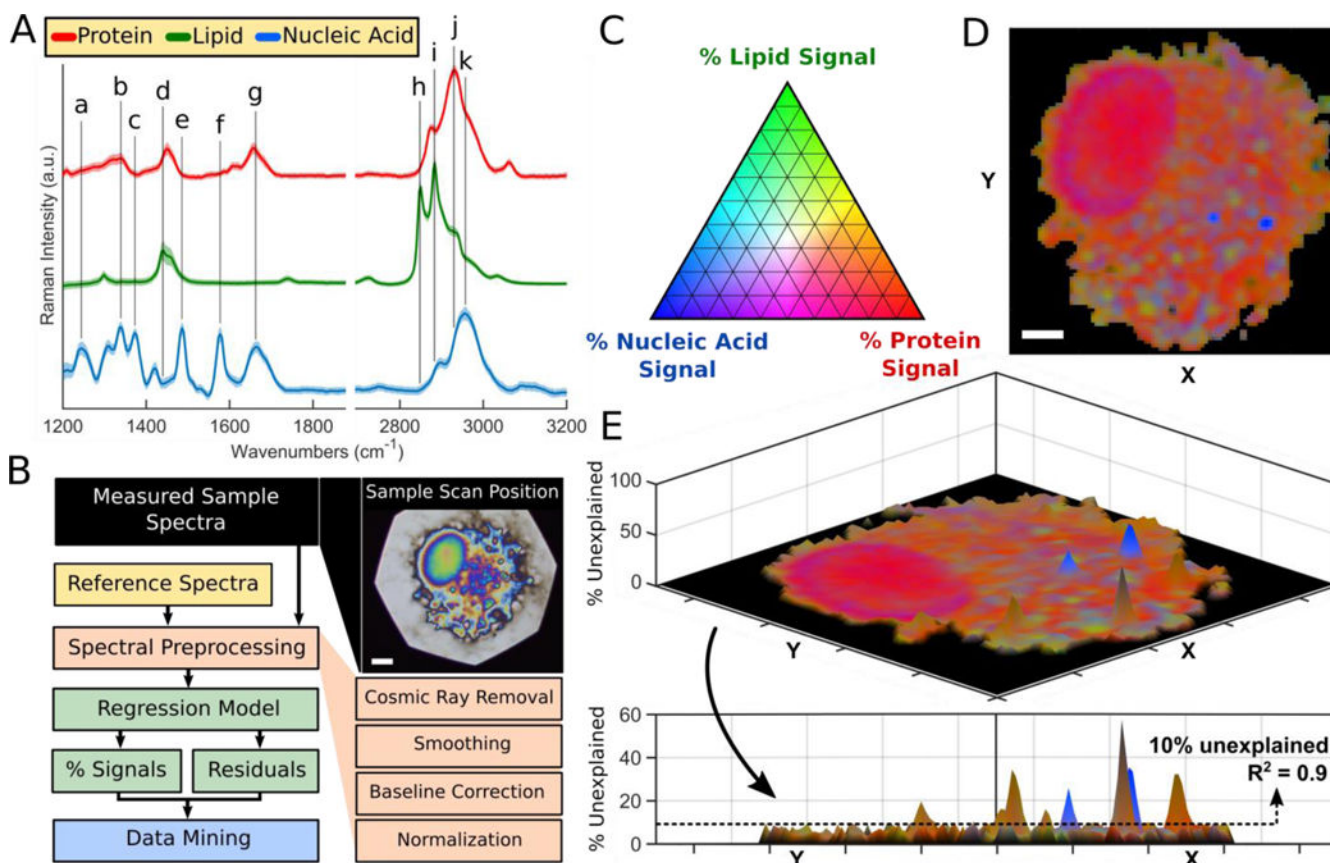 A
Protein Lipid Nucleic Acid
a b c d e f g h i j k
Raman Intensity (a.u.)
1200 1400 1600 1800 2800 3000 3200
Wavenumbers (cm⁻¹)
B
Measured Sample
Spectra
Sample Scan Position
Reference Spectra
Spectral Preprocessing
Regression Model
% Signals
Residuals
Data Mining
Cosmic Ray Removal
Smoothing
Baseline Correction
Normalization
C
% Lipid Signal
% Nucleic Acid
Signal
% Protein
Signal
D
Y
X
E
% Unexplained
100
50
0
Y
X
% Unexplained
60
40
20
0
10% unexplained
R² = 0.9
Y
X